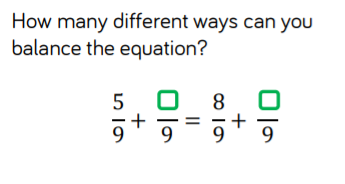 How many different ways can you
balance the equation?
5/9 + □/9 = 8/9 + □/9